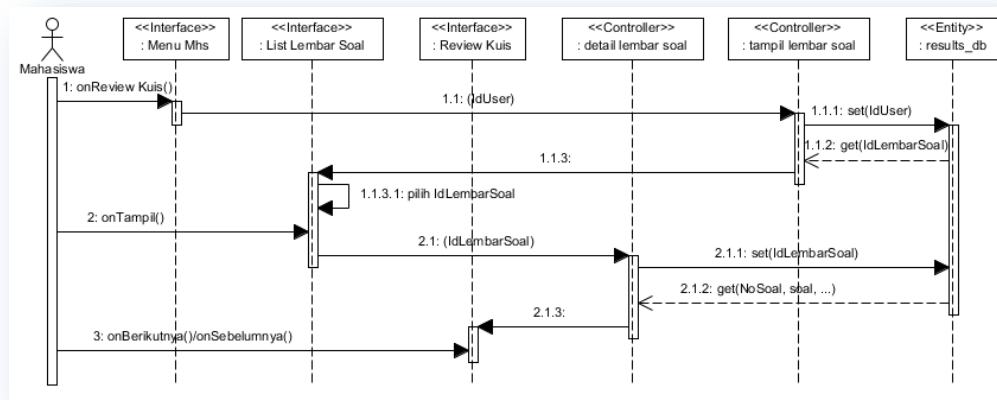 <<Interface>>
: Menu Mhs
<<Interface>>
: List Lembar Soal
<<Interface>>
: Review Kuis
<<Controller>>
: detail lembar soal
<<Controller>>
: tampil lembar soal
<<Entity>>
: results_db
Mahasiswa
1: onReview Kuis()
1.1: (IdUser)
1.1.1: set(IdUser)
1.1.2: get(IdLembarSoal)
1.1.3:
1.1.3.1: pilih IdLembarSoal
2: onTampil()
2.1: (IdLembarSoal)
2.1.1: set(IdLembarSoal)
2.1.2: get(NoSoal, soal, ...)
2.1.3:
3: onBerikutnya()/onSebelumnya()